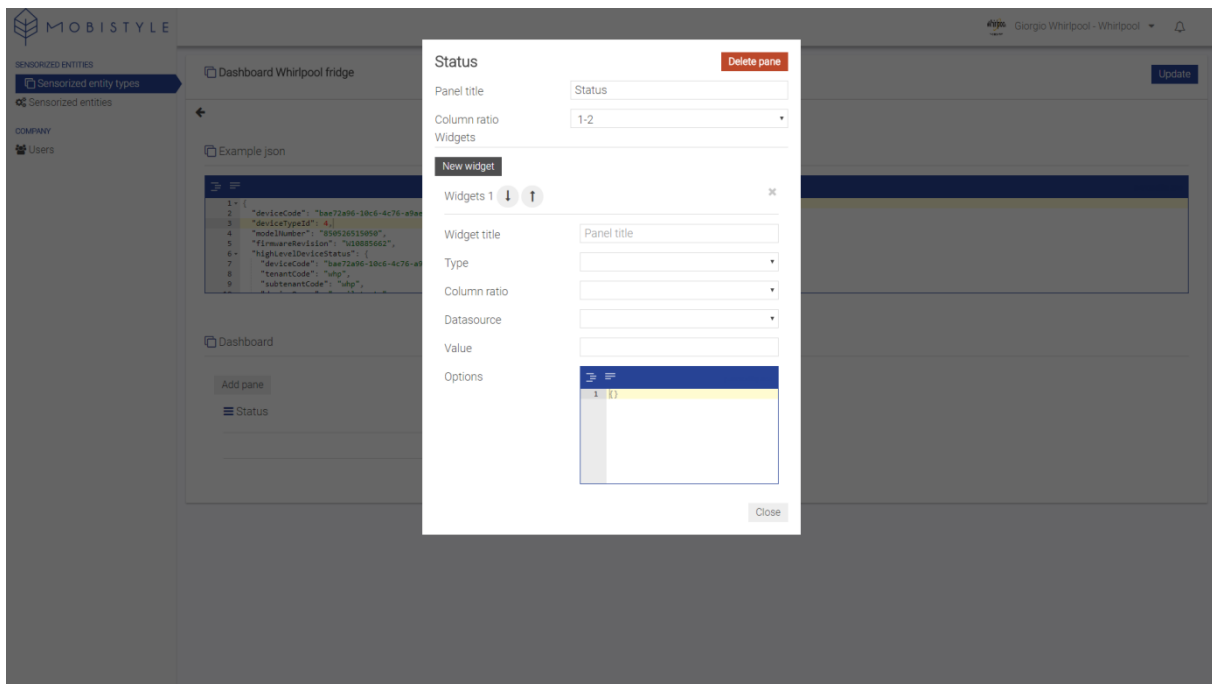 MOBISTYLE
Giorgio Whirlpool - Whirlpool
SENSORIZED ENTITIES
Sensorized entity types
Sensorized entities
COMPANY
Users
Dashboard Whirlpool fridge
Update
Example json
1 {
2 "deviceCode": "bae72a96-10c6-4c76-a9ae
3 "deviceTypeId": 4,
4 "modelNumber": "850526515050",
5 "firmwareRevision": "W10885662",
6 "highLevelDeviceStatus": {
7 "deviceCode": "bae72a96-10c6-4c76-a9
8 "tenantCode": "whp",
9 "subtenantCode": "whp",
Dashboard
Add pane
Status
Status
Delete pane
Panel title
Status
Column ratio
1-2
Widgets
New widget
Widgets 1
Widget title
Panel title
Type
Column ratio
Datasource
Value
Options
1 {}
Close